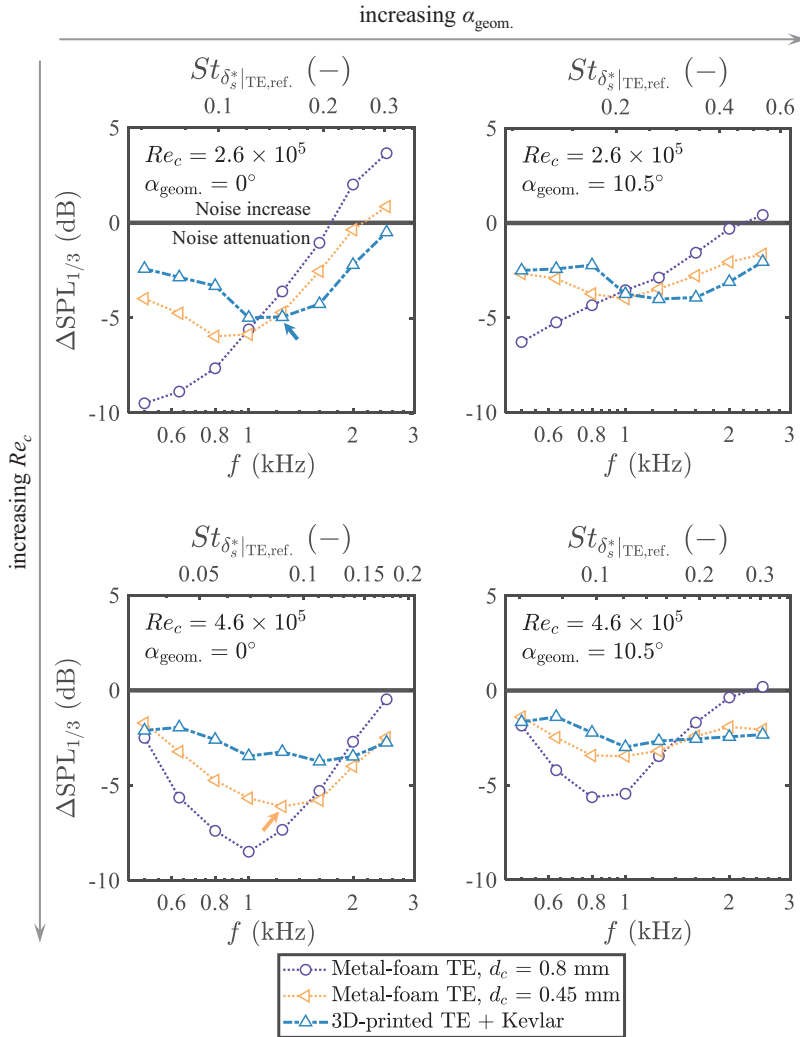 increasing α_geom.
increasing Re_c
St_δ*_s|TE,ref. (−)
0.1 0.2 0.3
5
Re_c = 2.6 × 10^5
α_geom. = 0°
Noise increase
0
Noise attenuation
ΔSPL_1/3 (dB)
-5
-10
0.6 0.8 1 2 3
f (kHz)
St_δ*_s|TE,ref. (−)
0.2 0.4 0.6
5
Re_c = 2.6 × 10^5
α_geom. = 10.5°
0
-5
-10
0.6 0.8 1 2 3
f (kHz)
St_δ*_s|TE,ref. (−)
0.05 0.1 0.15 0.2
5
Re_c = 4.6 × 10^5
α_geom. = 0°
0
ΔSPL_1/3 (dB)
-5
-10
0.6 0.8 1 2 3
f (kHz)
St_δ*_s|TE,ref. (−)
0.1 0.2 0.3
5
Re_c = 4.6 × 10^5
α_geom. = 10.5°
0
-5
-10
0.6 0.8 1 2 3
f (kHz)
Metal-foam TE, d_c = 0.8 mm
Metal-foam TE, d_c = 0.45 mm
3D-printed TE + Kevlar